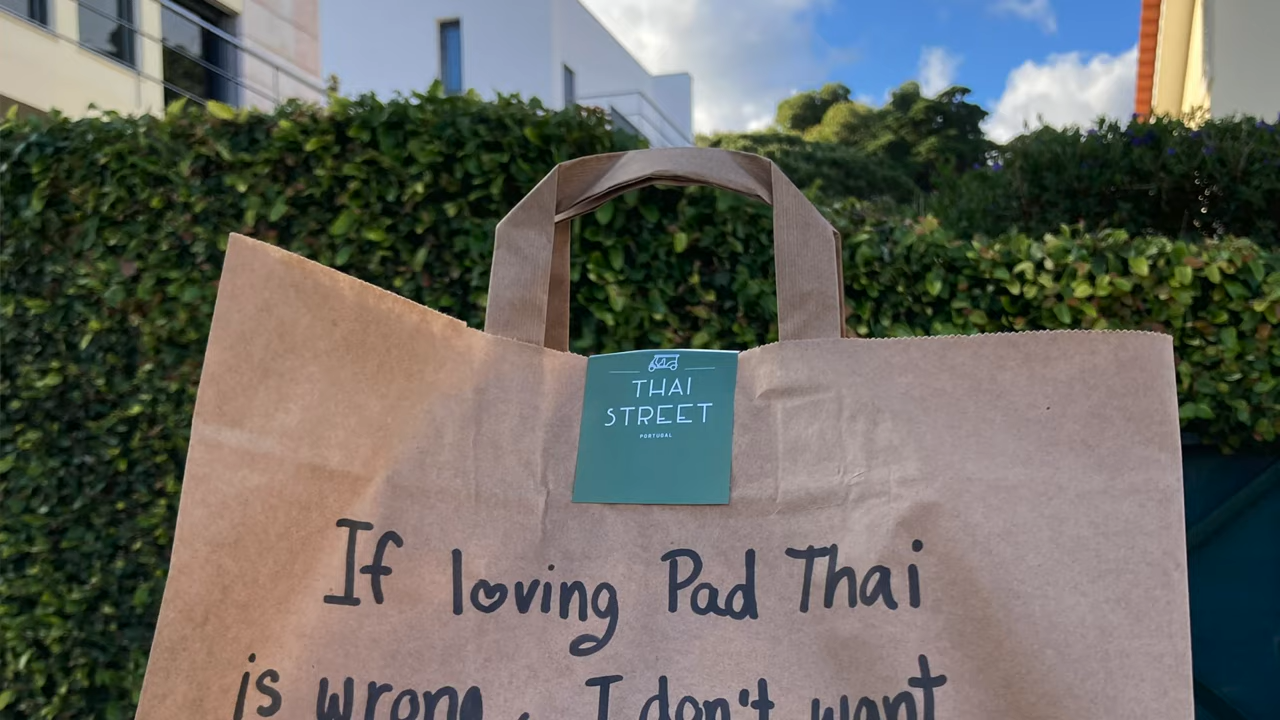 THAI
STREET
PORTUGAL
If loving Pad Thai
is wrong, I don't want